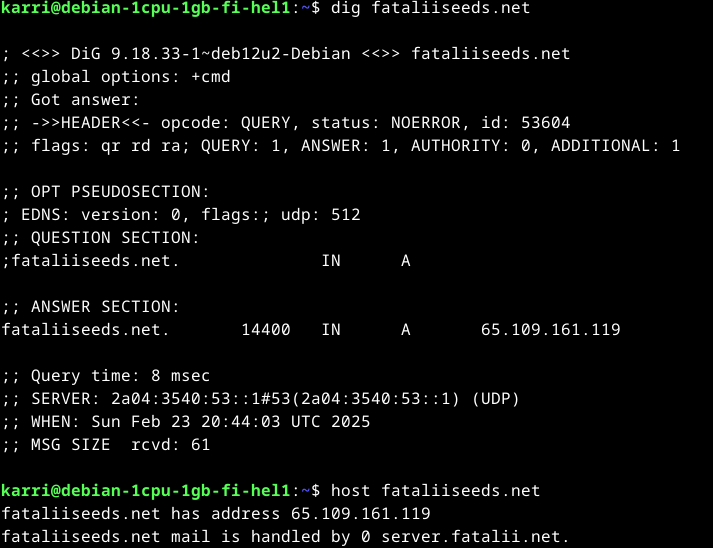 karri@debian-1cpu-1gb-fi-hel1:~$ dig fataliiseeds.net

; <<>> DiG 9.18.33-1~deb12u2-Debian <<>> fataliiseeds.net
;; global options: +cmd
;; Got answer:
;; ->>HEADER<<- opcode: QUERY, status: NOERROR, id: 53604
;; flags: qr rd ra; QUERY: 1, ANSWER: 1, AUTHORITY: 0, ADDITIONAL: 1

;; OPT PSEUDOSECTION:
; EDNS: version: 0, flags:; udp: 512
;; QUESTION SECTION:
;fataliiseeds.net.		IN	A

;; ANSWER SECTION:
fataliiseeds.net.	14400	IN	A	65.109.161.119

;; Query time: 8 msec
;; SERVER: 2a04:3540:53::1#53(2a04:3540:53::1) (UDP)
;; WHEN: Sun Feb 23 20:44:03 UTC 2025
;; MSG SIZE  rcvd: 61

karri@debian-1cpu-1gb-fi-hel1:~$ host fataliiseeds.net
fataliiseeds.net has address 65.109.161.119
fataliiseeds.net mail is handled by 0 server.fatalii.net.